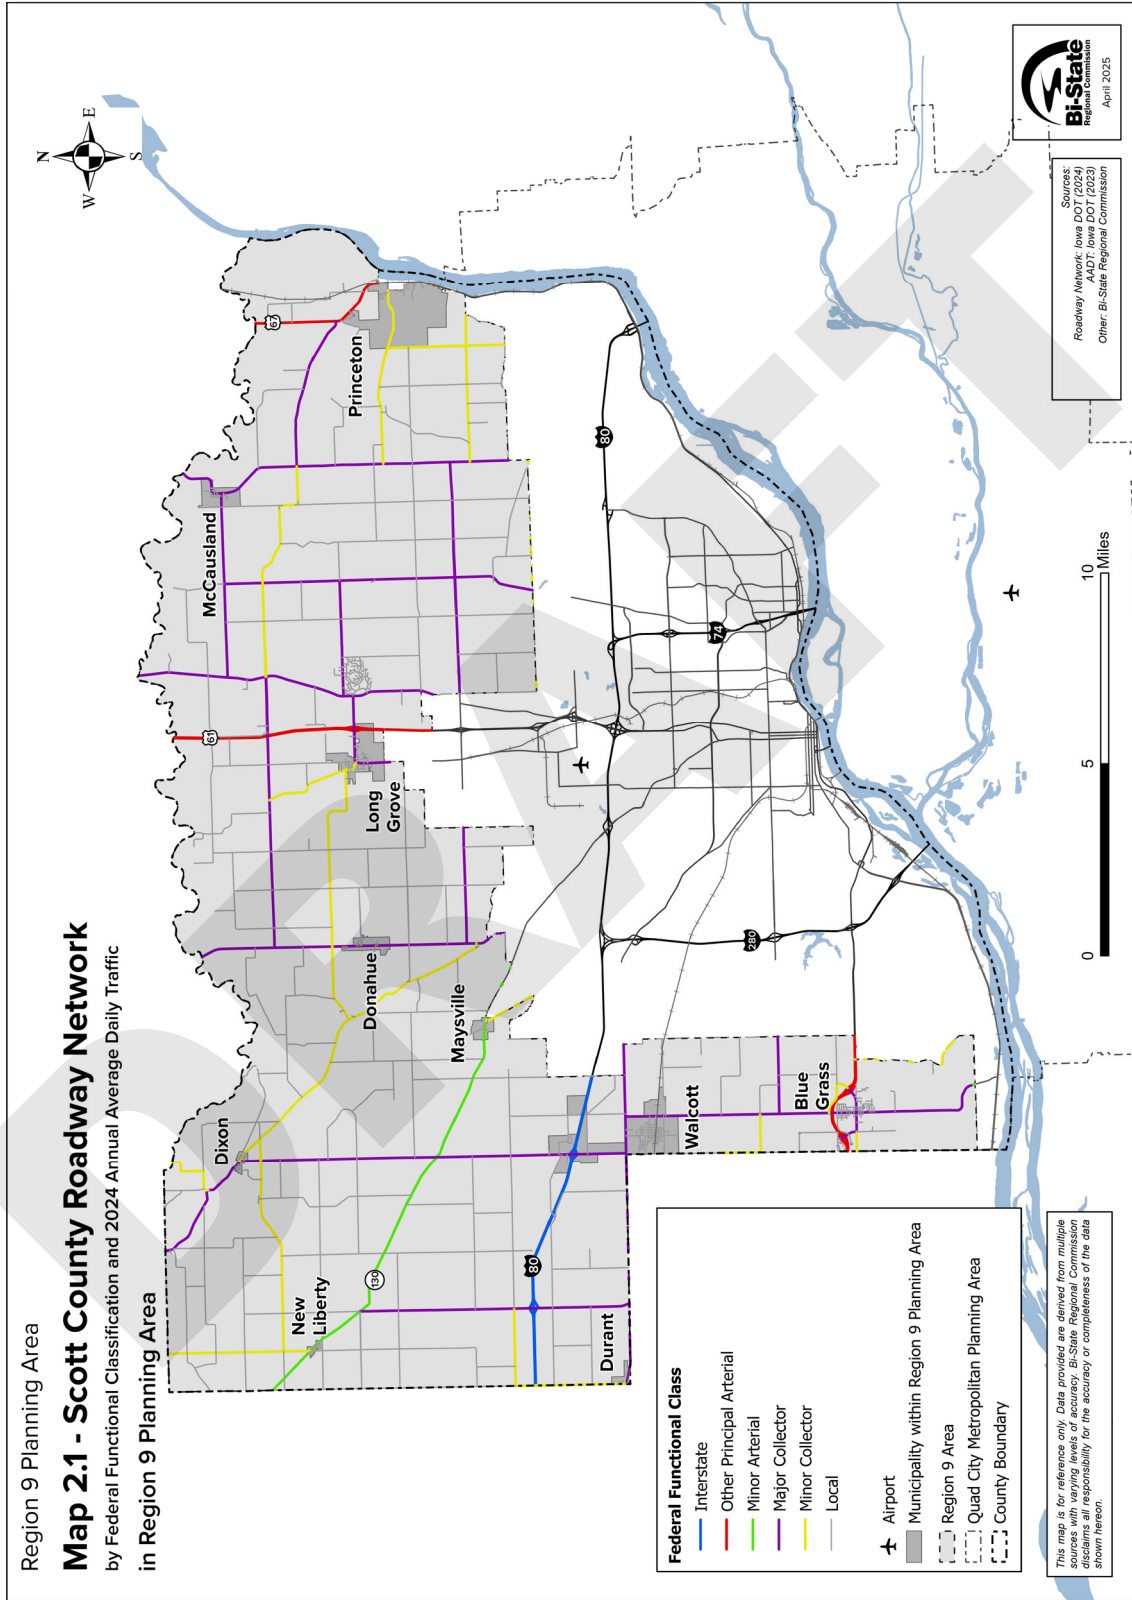 Region 9 Planning Area
Map 2.1 - Scott County Roadway Network
by Federal Functional Classification and 2024 Annual Average Daily Traffic
in Region 9 Planning Area
N
W
E
S
DRAFT
67
Princeton
McCausland
61
Long
Grove
Donahue
Maysville
Dixon
New
Liberty
130
80
Durant
Walcott
Blue
Grass
80
74
280
Federal Functional Class
Interstate
Other Principal Arterial
Minor Arterial
Major Collector
Minor Collector
Local
Airport
Municipality within Region 9 Planning Area
Region 9 Area
Quad City Metropolitan Planning Area
County Boundary
This map is for reference only. Data provided are derived from multiple
sources with varying levels of accuracy. Bi-State Regional Commission
disclaims all responsibility for the accuracy or completeness of the data
shown hereon.
0
5
10
Miles
Sources:
Roadway Network: Iowa DOT (2024)
AADT: Iowa DOT (2023)
Other: Bi-State Regional Commission
Bi-State
Regional Commission
April 2025